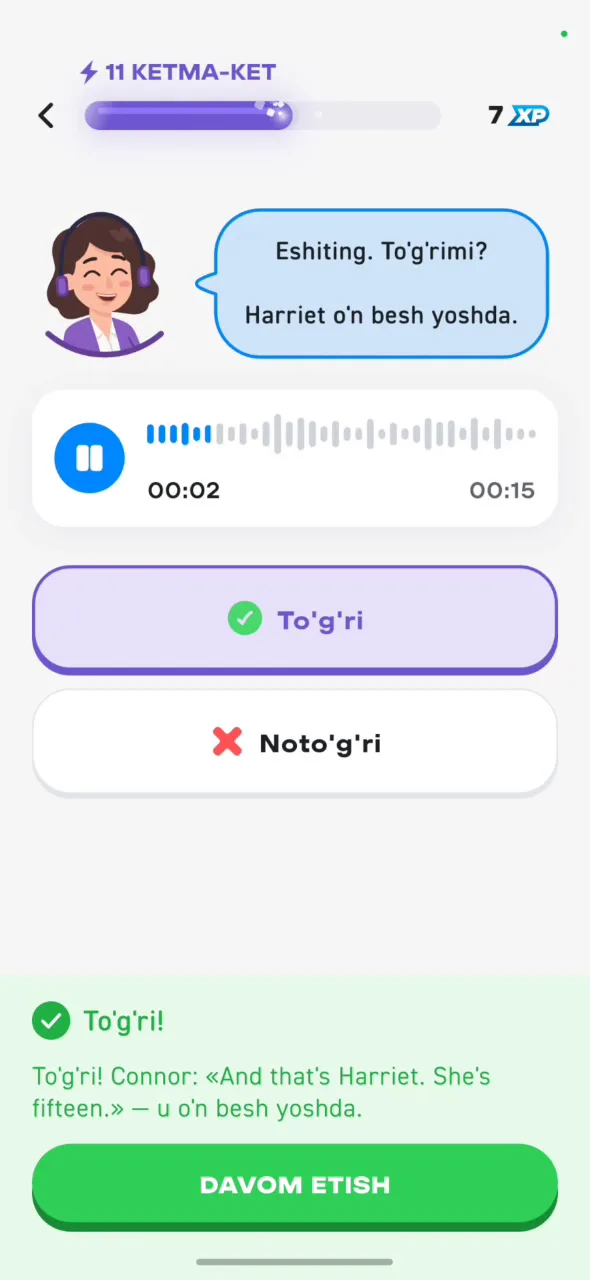 11 KETMA-KET
7 XP
Eshiting. To'g'rimi?
Harriet o'n besh yoshda.
00:02
00:15
To'g'ri
Noto'g'ri
To'g'ri!
To'g'ri! Connor: «And that's Harriet. She's
fifteen.» — u o'n besh yoshda.
DAVOM ETISH